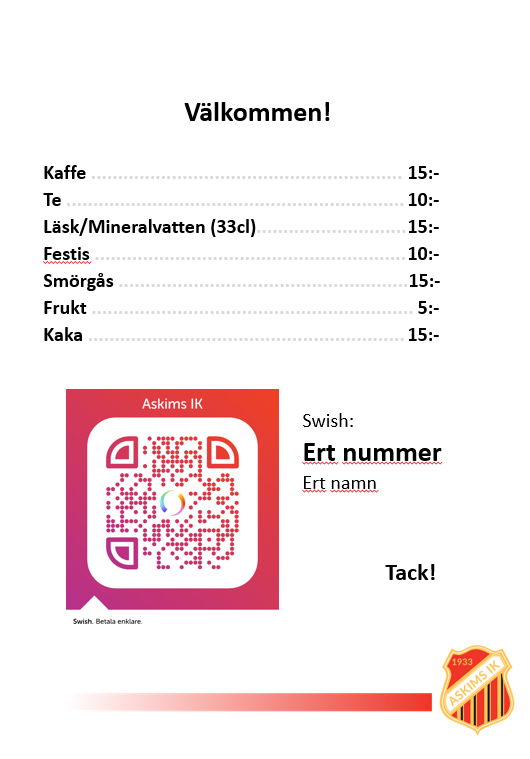 Välkommen!
Kaffe ........................................................ 15:-
Te ............................................................. 10:-
Läsk/Mineralvatten (33cl)........................... 15:-
Festis ........................................................ 10:-
Smörgås .................................................... 15:-
Frukt .......................................................... 5:-
Kaka .......................................................... 15:-
Askims IK
Swish:
Ert nummer
Ert namn
Tack!
Swish. Betala enklare.
1933
ASKIMS IK